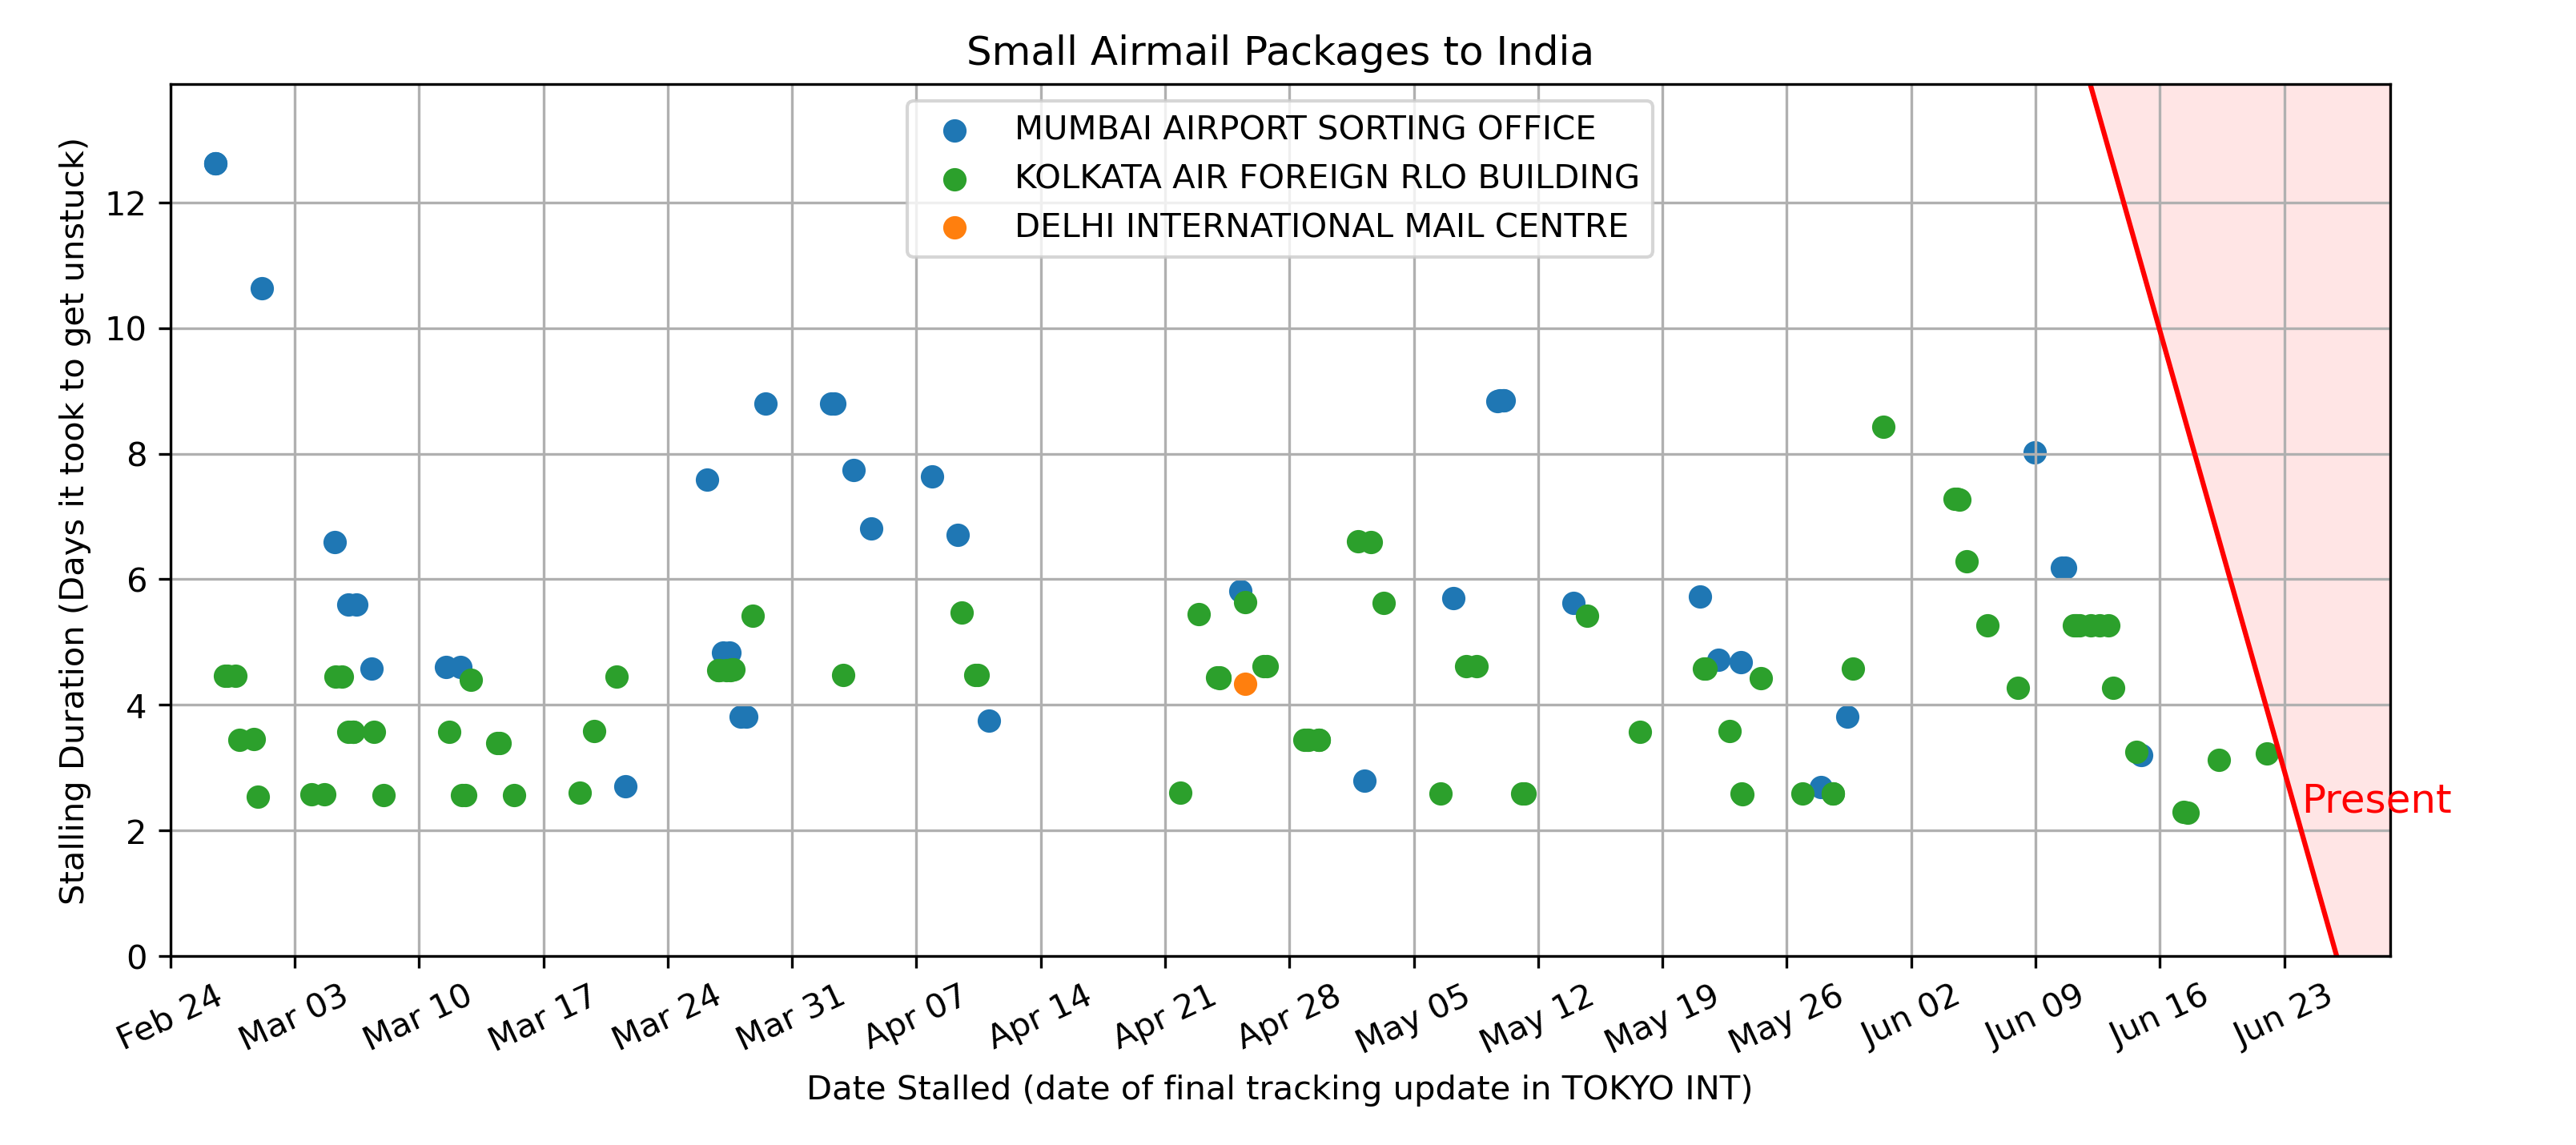 Small Airmail Packages to India
MUMBAI AIRPORT SORTING OFFICE
KOLKATA AIR FOREIGN RLO BUILDING
DELHI INTERNATIONAL MAIL CENTRE
Stalling Duration (Days it took to get unstuck)
12
10
8
6
4
2
0
Present
Feb 24
Mar 03
Mar 10
Mar 17
Mar 24
Mar 31
Apr 07
Apr 14
Apr 21
Apr 28
May 05
May 12
May 19
May 26
Jun 02
Jun 09
Jun 16
Jun 23
Date Stalled (date of final tracking update in TOKYO INT)